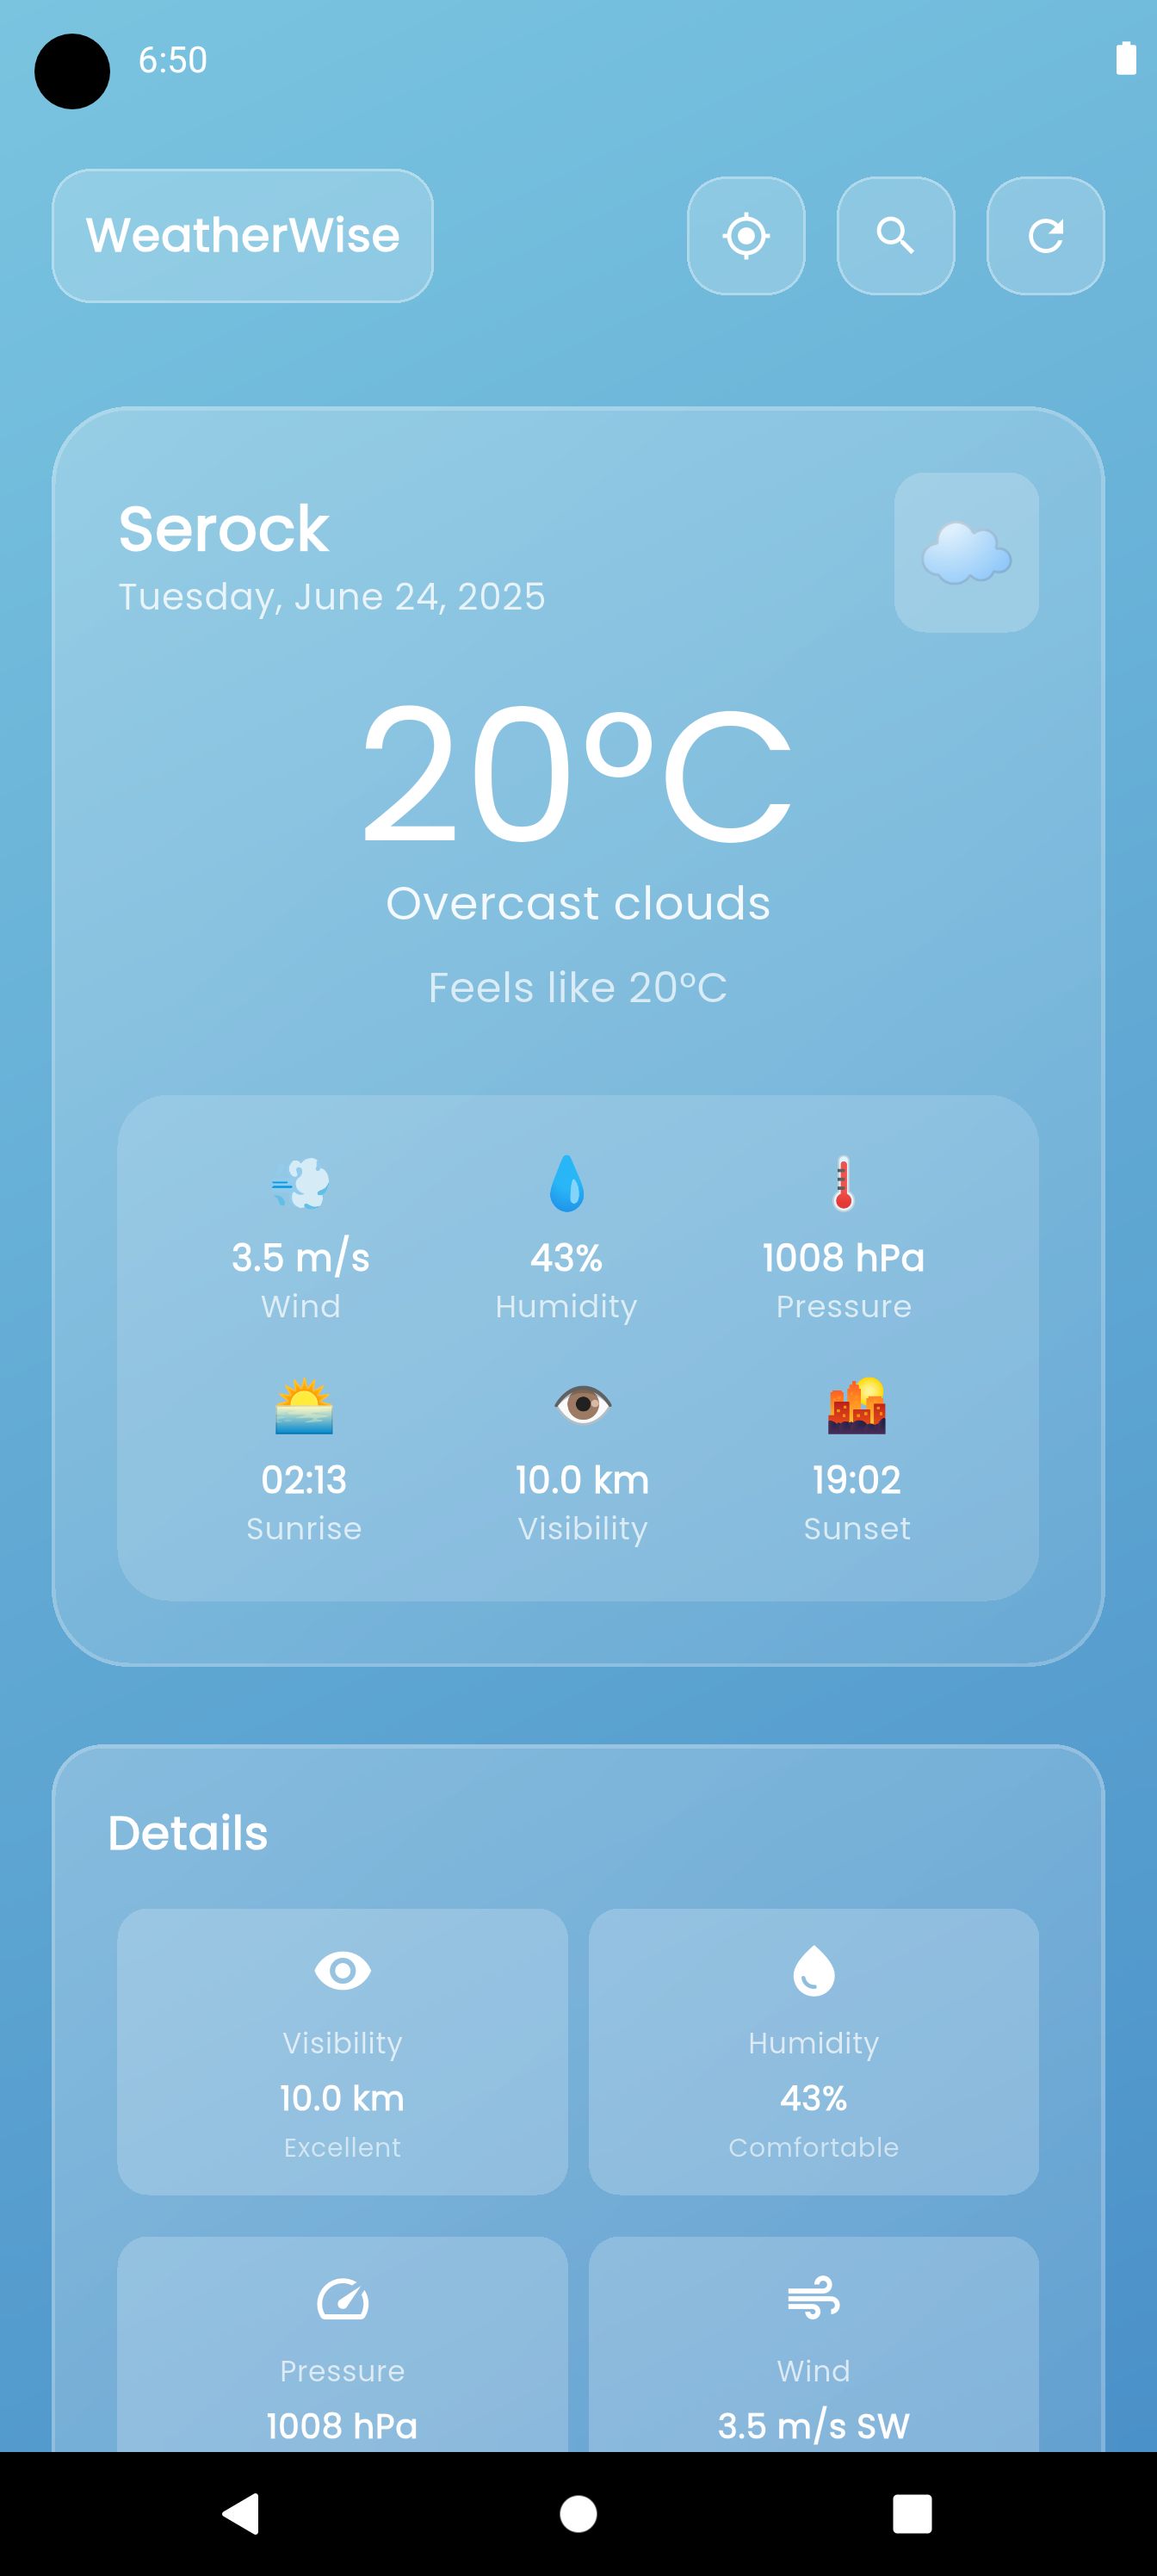 6:50
WeatherWise
Serock
Tuesday, June 24, 2025
20°C
Overcast clouds
Feels like 20°C
3.5 m/s 43% 1008 hPa
Wind Humidity Pressure
02:13 10.0 km 19:02
Sunrise Visibility Sunset
Details
Visibility Humidity
10.0 km 43%
Excellent Comfortable
Pressure Wind
1008 hPa 3.5 m/s SW